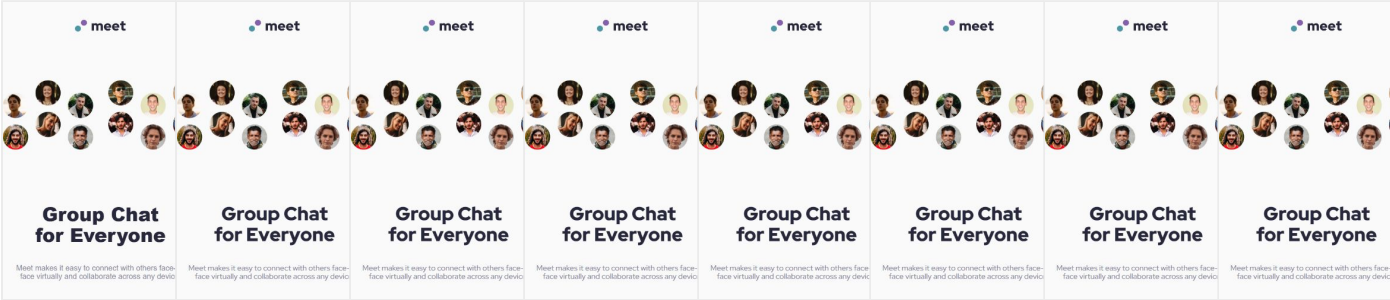 meet
Group Chat
for Everyone
Meet makes it easy to connect with others face-
face virtually and collaborate across any devic
meet
Group Chat
for Everyone
Meet makes it easy to connect with others face-
face virtually and collaborate across any devic
meet
Group Chat
for Everyone
Meet makes it easy to connect with others face-
face virtually and collaborate across any devic
meet
Group Chat
for Everyone
Meet makes it easy to connect with others face-
face virtually and collaborate across any devic
meet
Group Chat
for Everyone
Meet makes it easy to connect with others face-
face virtually and collaborate across any devic
meet
Group Chat
for Everyone
Meet makes it easy to connect with others face-
face virtually and collaborate across any devic
meet
Group Chat
for Everyone
Meet makes it easy to connect with others face-
face virtually and collaborate across any devic
meet
Group Chat
for Everyone
Meet makes it easy to connect with others face-
face virtually and collaborate across any devic